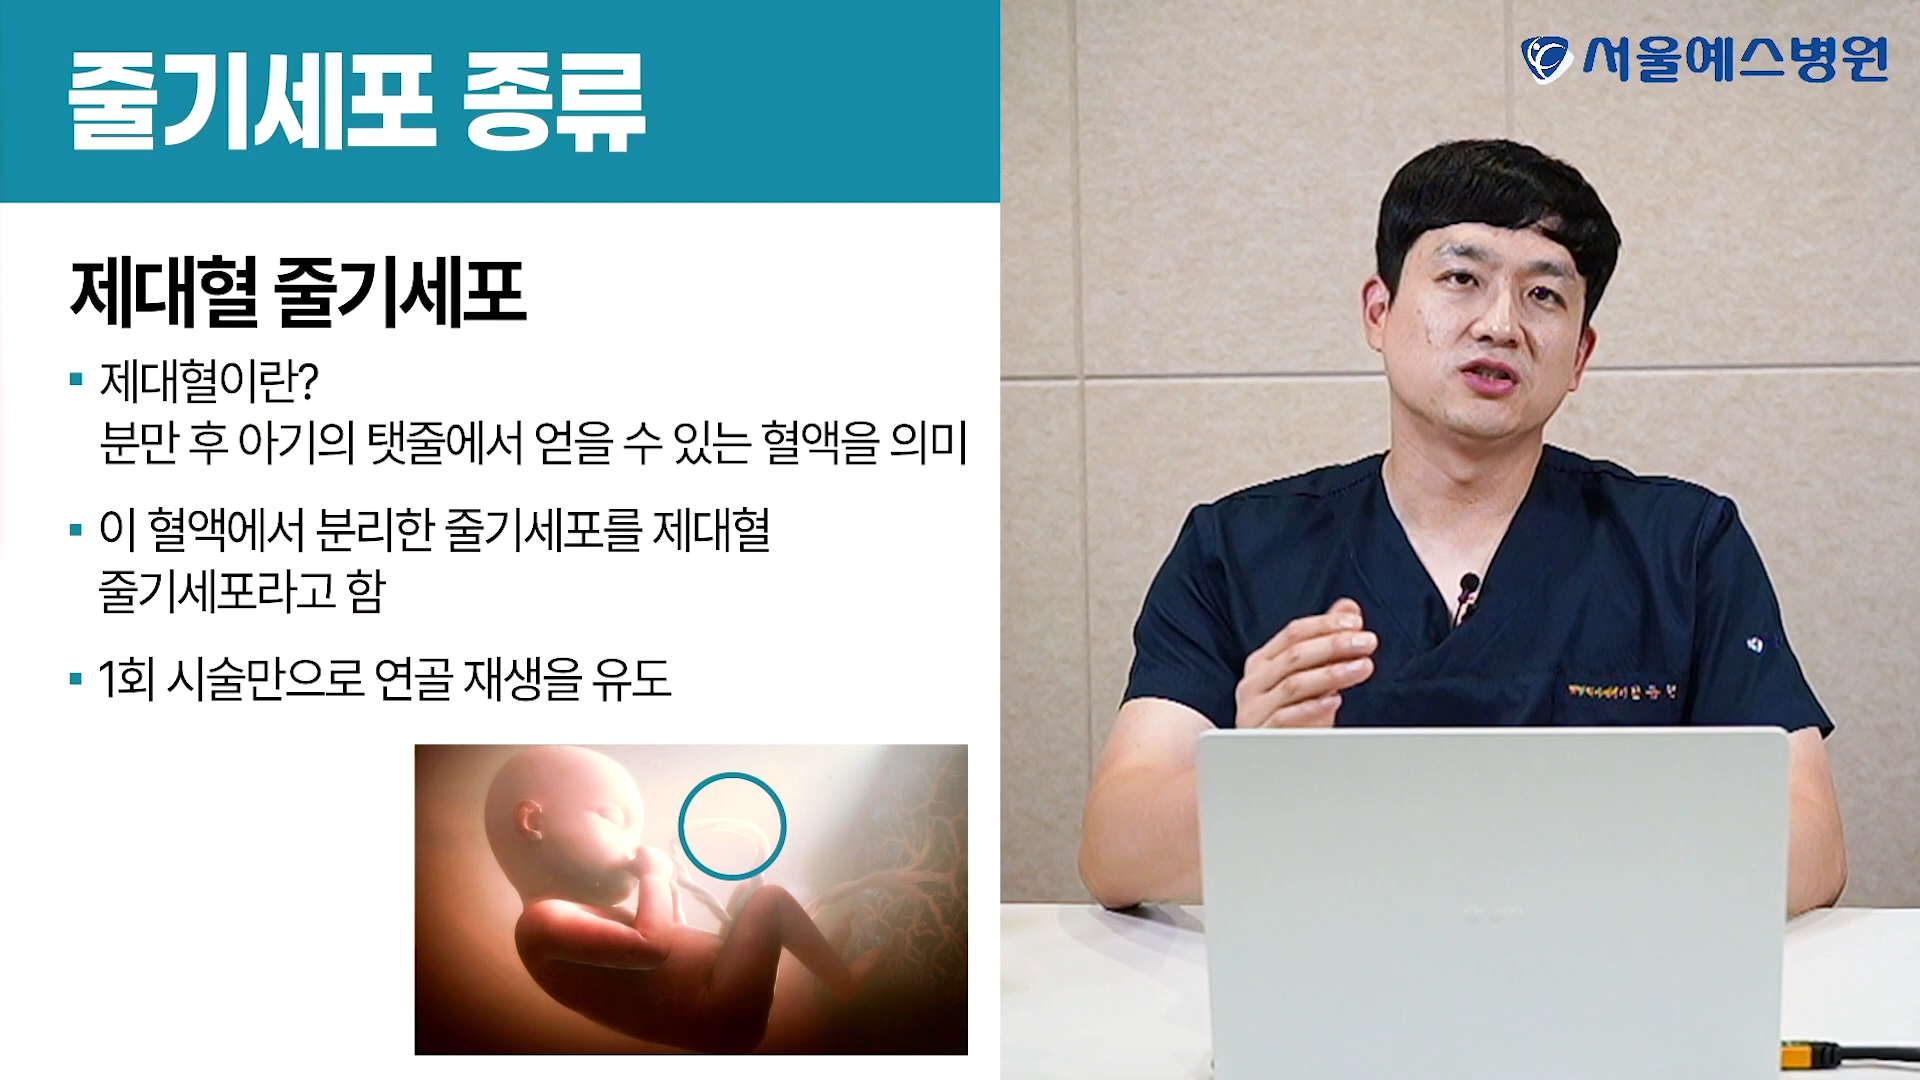 줄기세포 종류
서울예스병원
제대혈 줄기세포
▪ 제대혈이란?
분만 후 아기의 탯줄에서 얻을 수 있는 혈액을 의미
▪ 이 혈액에서 분리한 줄기세포를 제대혈
줄기세포라고 함
▪ 1회 시술만으로 연골 재생을 유도